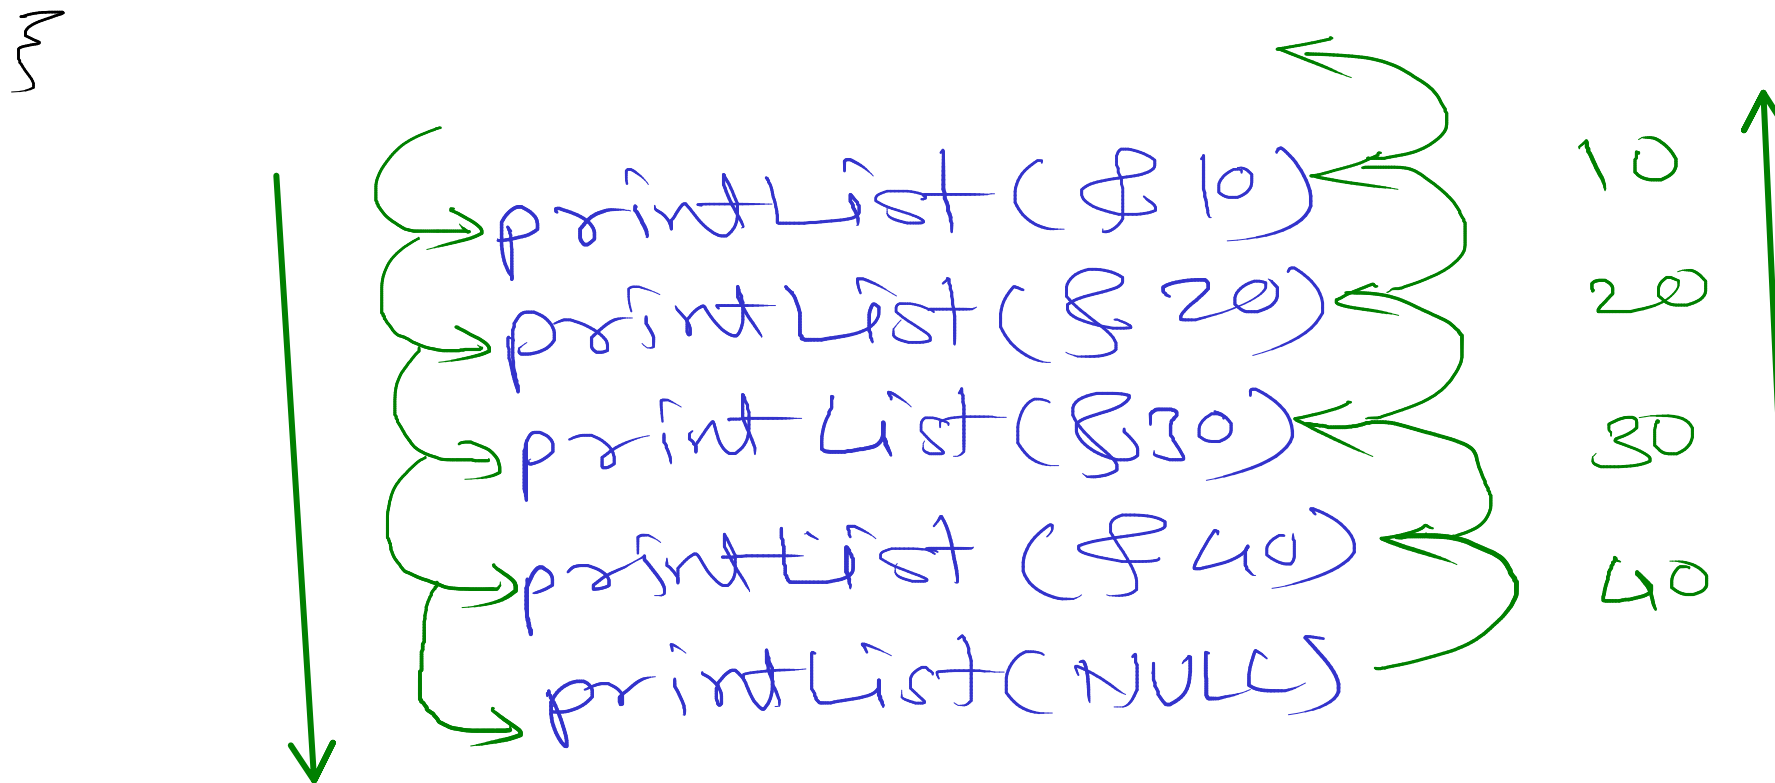 }
printList(&10) 10
printList(&20) 20
printList(&30) 30
printList(&40) 40
printList(NULL)